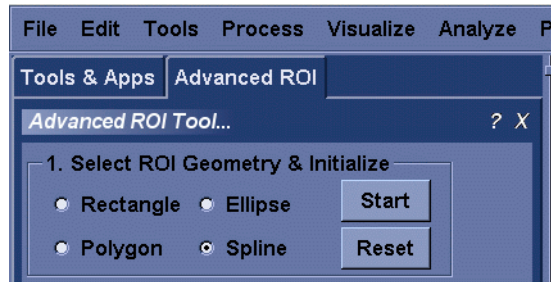 File Edit Tools Process Visualize Analyze P
Tools & Apps Advanced ROI
Advanced ROI Tool... ? X
1. Select ROI Geometry & Initialize
Rectangle Ellipse Start
Polygon Spline Reset